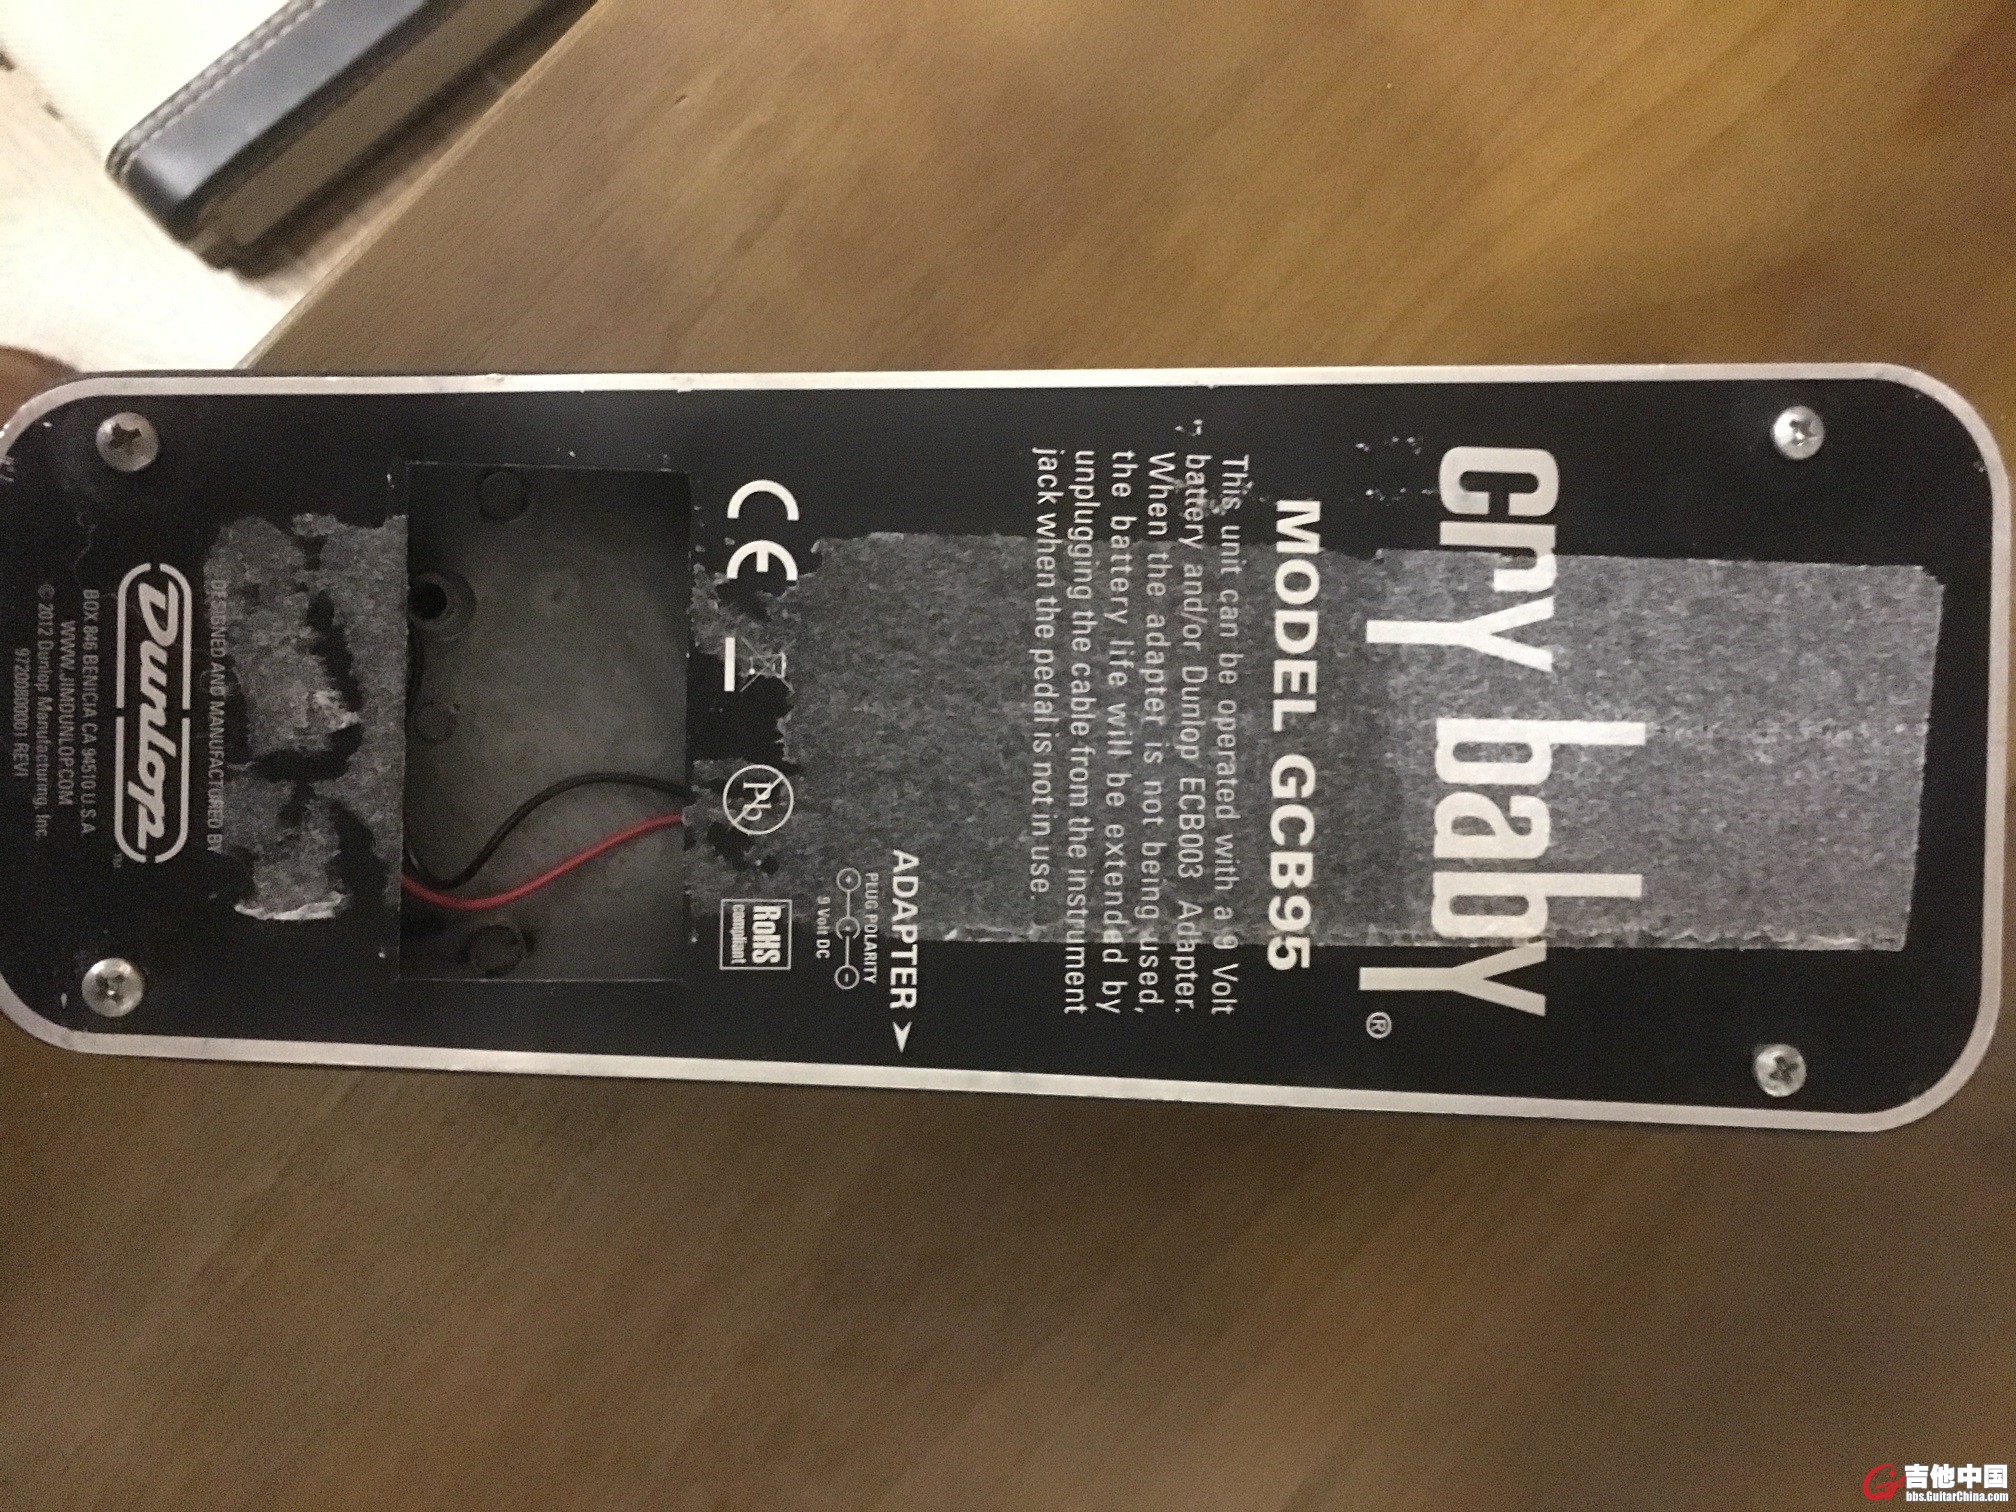 cry baby®
MODEL GCB95
This unit can be operated with a 9 Volt
battery and/or Dunlop ECB003 Adapter.
When the adapter is not being used,
the battery life will be extended by
unplugging the cable from the instrument
jack when the pedal is not in use.
ADAPTER ➤
PLUG POLARITY
+ C -
9 Volt DC
CE
Pb
RoHS
compliant
DESIGNED AND MANUFACTURED BY
Dunlop™
BOX 846 BENICIA CA 94510 U.S.A
WWW.JIMDUNLOP.COM
© 2012 Dunlop Manufacturing, Inc
97200800001 REVI
吉他中国
bbs.GuitarChina.com